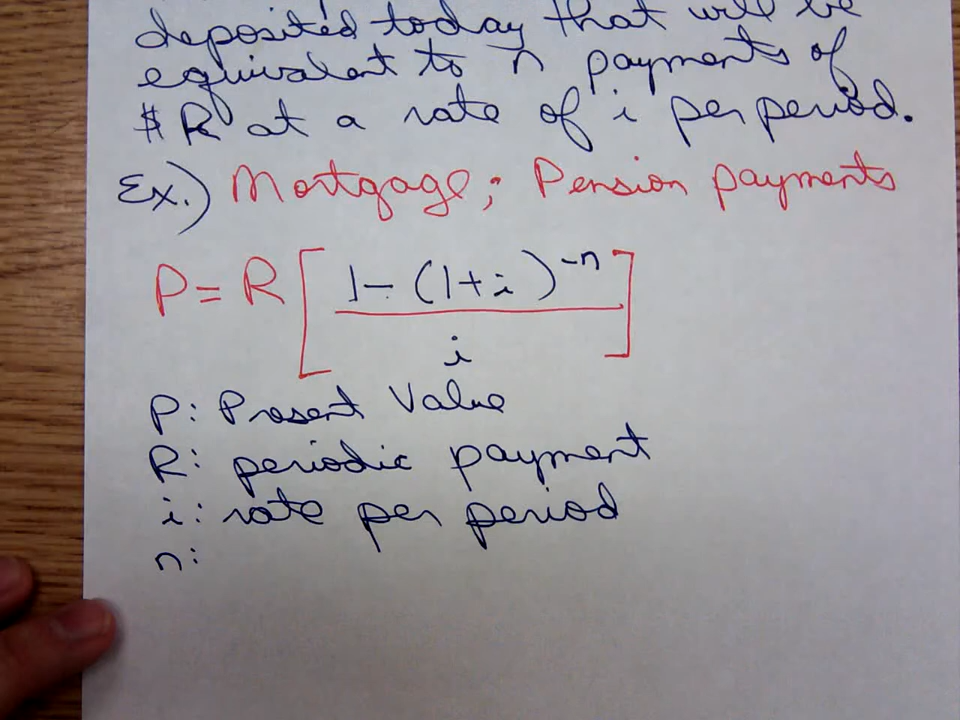 deposited today that will be
equivalent to n payments of
$R at a rate of i per period.
Ex.) Mortgage; Pension payments
P = R [ 1 - (1+i)^-n / i ]
P: Present Value
R: periodic payment
i: rate per period
n: